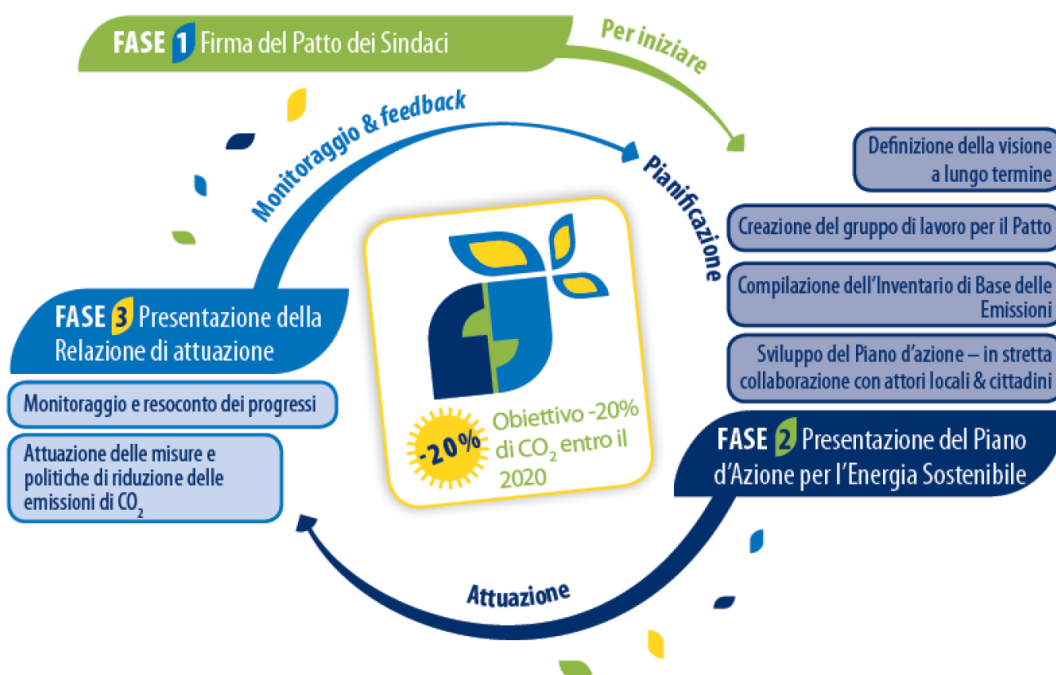 FASE 1 Firma del Patto dei Sindaci
Per iniziare
Monitoraggio & feedback
Pianificazione
Definizione della visione
a lungo termine
Creazione del gruppo di lavoro per il Patto
Compilazione dell'Inventario di Base delle
Emissioni
Sviluppo del Piano d'azione – in stretta
collaborazione con attori locali & cittadini
FASE 2 Presentazione del Piano
d'Azione per l'Energia Sostenibile
Attuazione
FASE 3 Presentazione della
Relazione di attuazione
Monitoraggio e resoconto dei progressi
Attuazione delle misure e
politiche di riduzione delle
emissioni di CO₂
-20%
Obiettivo -20%
di CO₂ entro il
2020